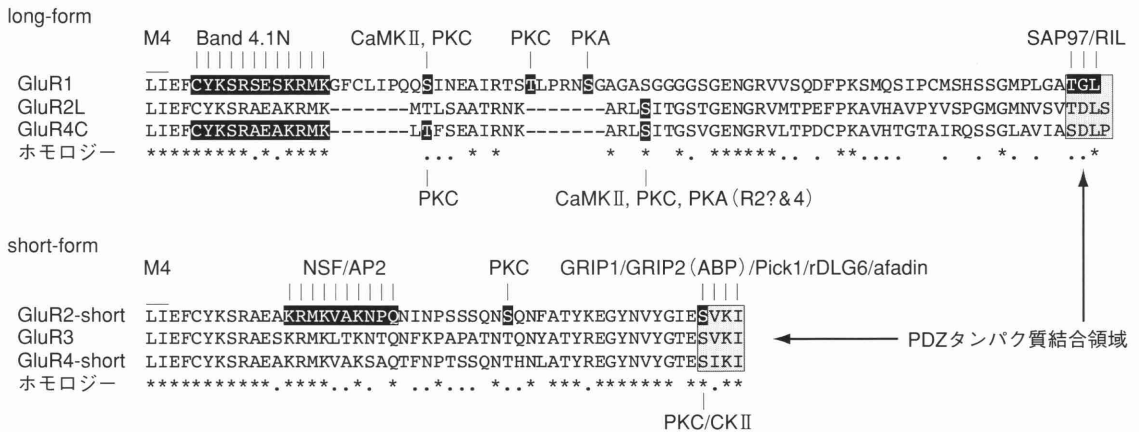 long-form
M4 Band 4.1N CaMKⅡ, PKC PKC PKA SAP97/RIL
GluR1 LIEFCYKSRSESKRMKGFCLIPQQSINEAIRTSTLPRNSGAGASGGGGSGENGRVVSQDFPKSMQSIPCMSHSSGMPLGATGL
GluR2L LIEFCYKSRAEAKRMK-------MTLSAATRNK------ARLSITGSTGENGRVMTPEFPKAVHAVPYVSPGMGMNVSVTDLS
GluR4C LIEFCYKSRAEAKRMK-------LTFSEAIRNK------ARLSITGSVGENGRVLTPDCPKAVHTGTAIRQSSGLAVIASDLP
ホモロジー *********.*.**** .. * * * * ** ***** . ..** . . . . ..*
PKC CaMKⅡ, PKC, PKA（R2?&4）
short-form
M4 NSF/AP2 PKC GRIP1/GRIP2（ABP）/Pick1/rDLG6/afadin
GluR2-short LIEFCYKSRAEAKRMKVAKNPQNINPSSSQNSQNFATYKEGYNVYGIESVKI
GluR3 LIEFCYKSRAESKRMKLTKNTQNFKPAPATNTQNYATYREGYNVYGTESVKI
GluR4-short LIEFCYKSRAEAKRMKVAKSAQTFNPTSSQNTHNLATYREGYNVYGTESIKI
ホモロジー ***********.****..*..*...*... *. * ***.******* **.**
PKC/CKⅡ
PDZタンパク質結合領域